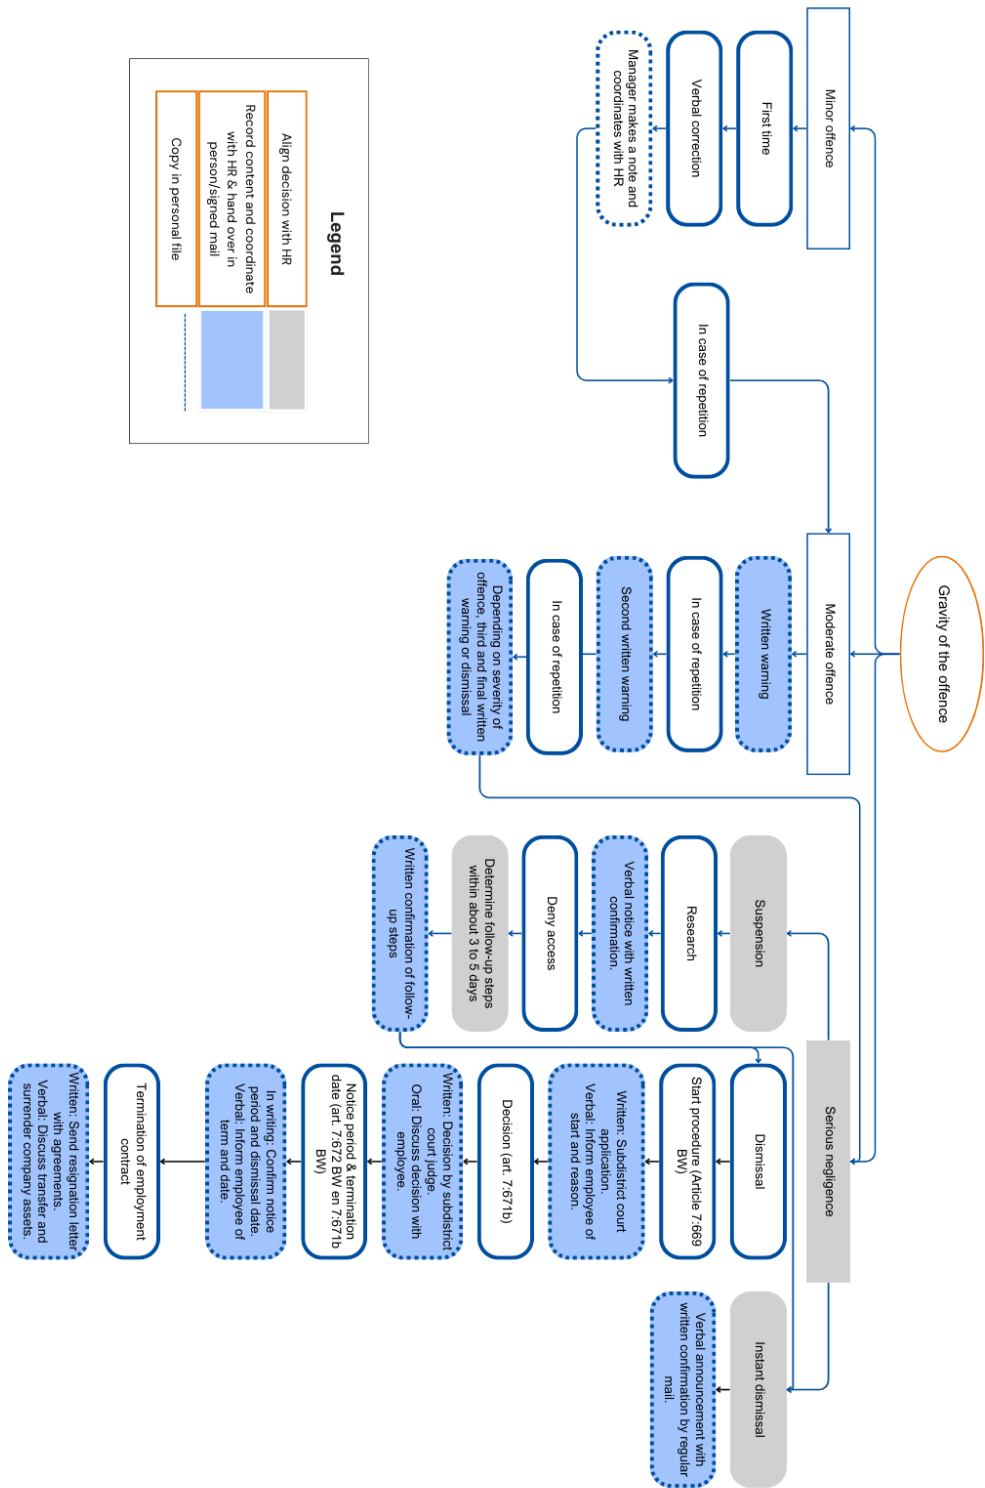 Gravity of the offence
Minor offence
First time
Verbal correction
Manager makes a note and
coordinates with HR
In case of repetition
Moderate offence
Written warning
In case of repetition
Second written warning
In case of repetition
Depending on severity of
offence, third and final written
warning or dismissal
Serious negligence
Suspension
Research
Verbal notice with written
confirmation.
Deny access
Determine follow-up steps
within about 3 to 5 days
Written confirmation of follow-
up steps
Dismissal
Start procedure (Article 7:669
BW)
Written: Subdistrict court
application.
Verbal: Inform employee of
start and reason.
Decision (art. 7:671b)
Written: Decision by subdistrict
court judge.
Oral: Discuss decision with
employee.
Notice period & termination
date (art. 7:672 BW en 7:671b
BW)
In writing: Confirm notice
period and dismissal date.
Verbal: Inform employee of
term and date.
Termination of employment
contract
Written: Send resignation letter
with agreements.
Verbal: Discuss transfer and
surrender company assets.
Instant dismissal
Verbal announcement with
written confirmation by regular
mail.
Legend
Align decision with HR
Record content and coordinate
with HR & hand over in
person/signed mail
Copy in personal file